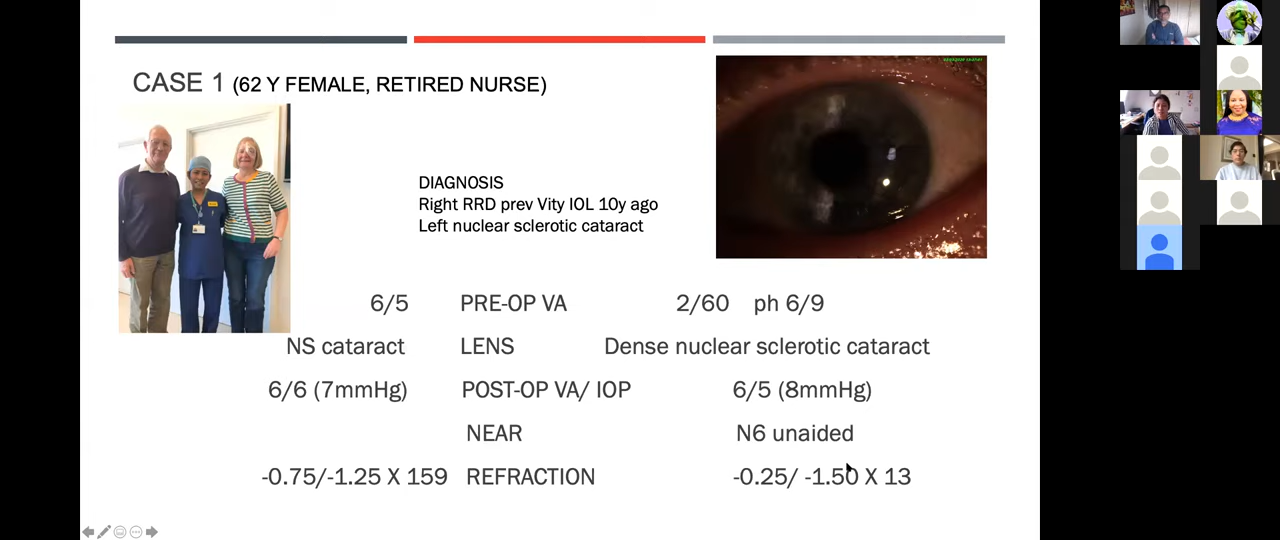 CASE 1 (62 Y FEMALE, RETIRED NURSE)
DIAGNOSIS
Right RRD prev Vity IOL 10y ago
Left nuclear sclerotic cataract
6/5 PRE-OP VA 2/60 ph 6/9
NS cataract LENS Dense nuclear sclerotic cataract
6/6 (7mmHg) POST-OP VA/ IOP 6/5 (8mmHg)
NEAR N6 unaided
-0.75/-1.25 X 159 REFRACTION -0.25/ -1.50 X 13